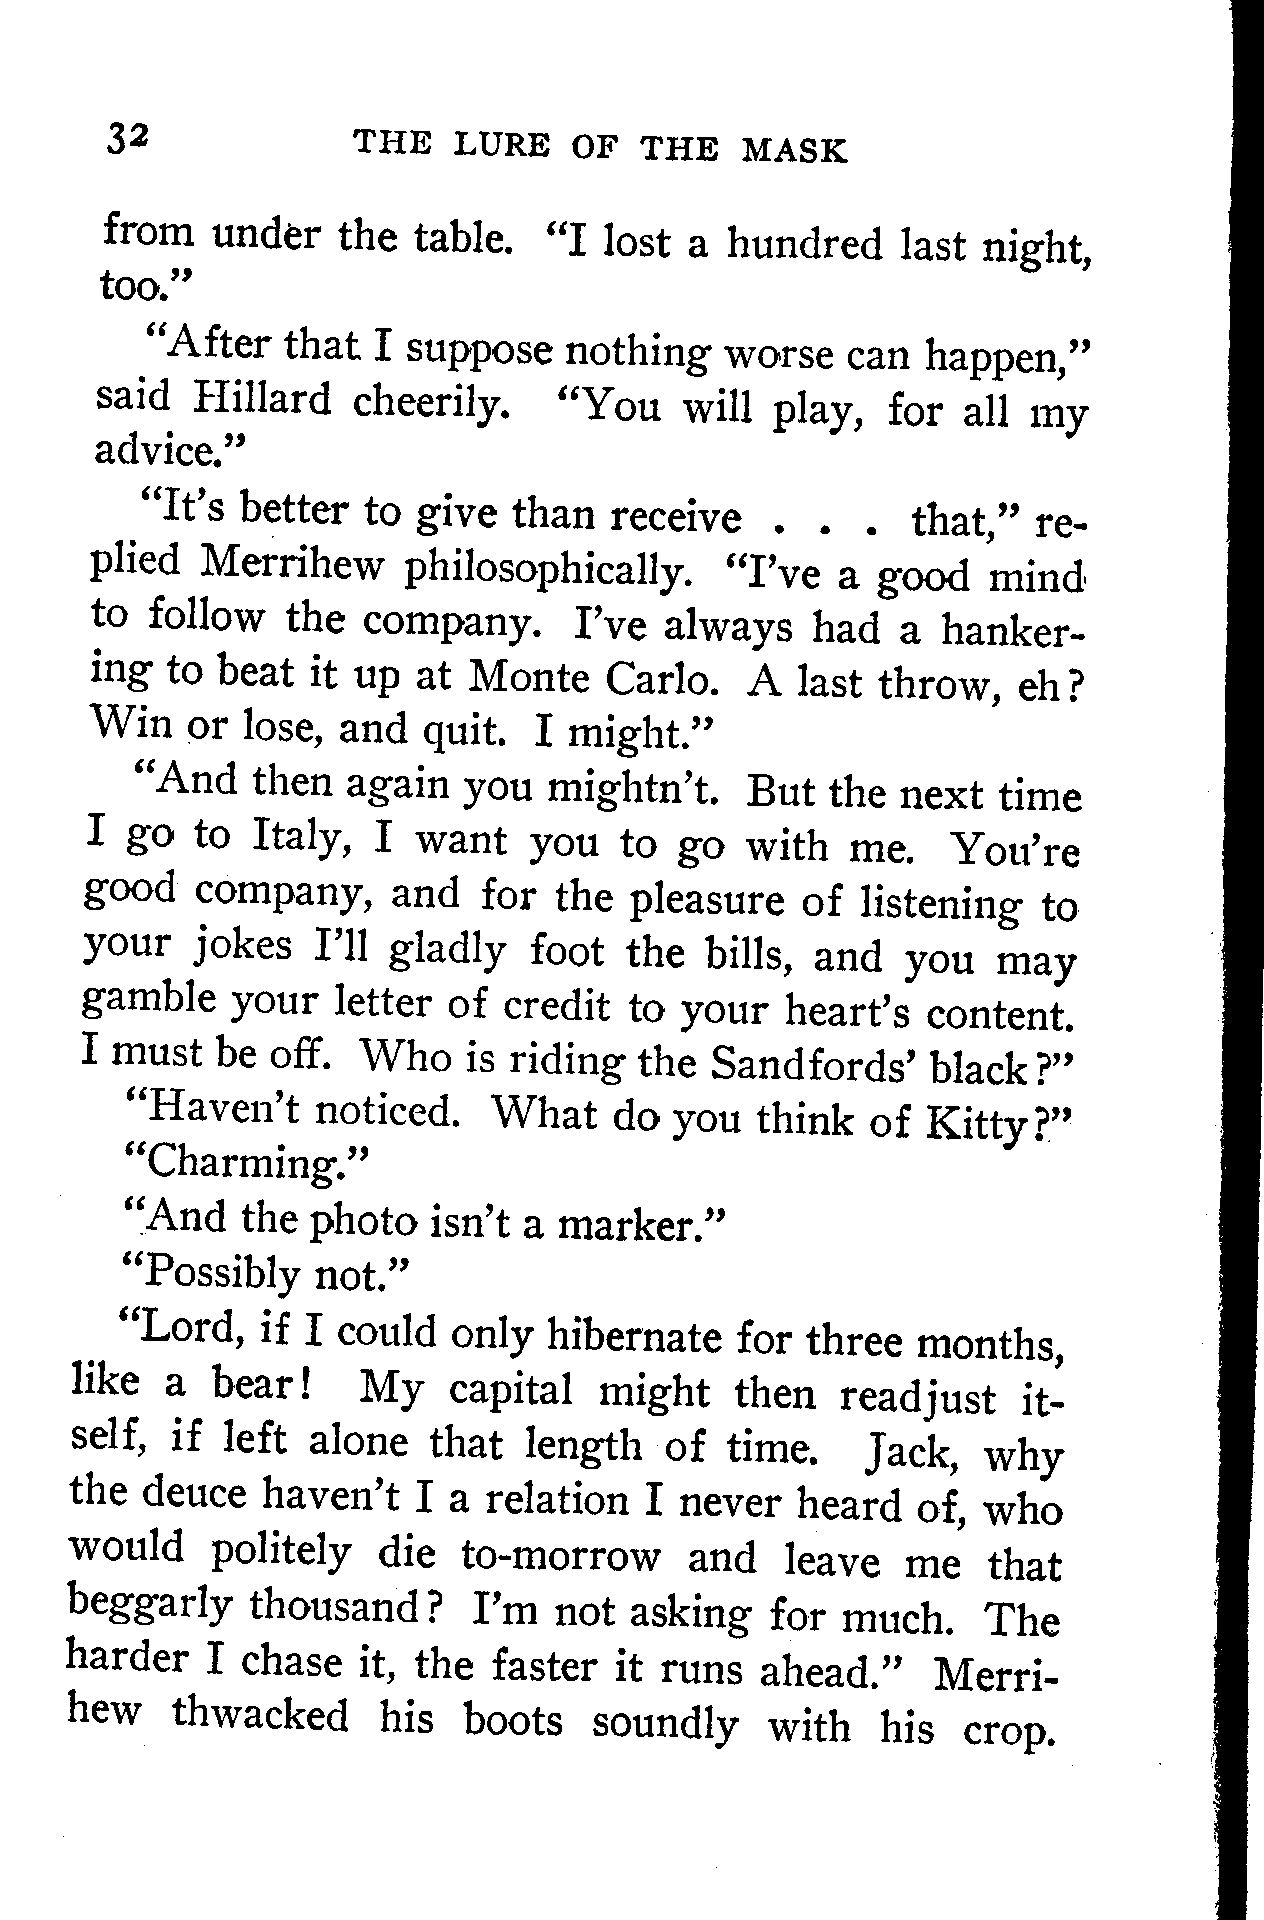 32 THE LURE OF THE MASK
from under the table. "I lost a hundred last night,
too."
"After that I suppose nothing worse can happen,"
said Hillard cheerily. "You will play, for all my
advice."
"It's better to give than receive . . . that," re-
plied Merrihew philosophically. "I've a good mind
to follow the company. I've always had a hanker-
ing to beat it up at Monte Carlo. A last throw, eh?
Win or lose, and quit. I might."
"And then again you mightn't. But the next time
I go to Italy, I want you to go with me. You're
good company, and for the pleasure of listening to
your jokes I'll gladly foot the bills, and you may
gamble your letter of credit to your heart's content.
I must be off. Who is riding the Sandfords' black?"
"Haven't noticed. What do you think of Kitty?"
"Charming."
"And the photo isn't a marker."
"Possibly not."
"Lord, if I could only hibernate for three months,
like a bear! My capital might then readjust it-
self, if left alone that length of time. Jack, why
the deuce haven't I a relation I never heard of, who
would politely die to-morrow and leave me that
beggarly thousand? I'm not asking for much. The
harder I chase it, the faster it runs ahead." Merri-
hew thwacked his boots soundly with his crop.